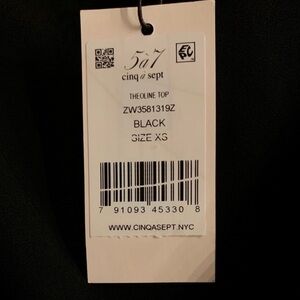 5à7
cinq à sept
THEOLINE TOP
ZW3581319Z
BLACK
SIZE XS
7 91093 45330 8
WWW.CINQASEPT.NYC